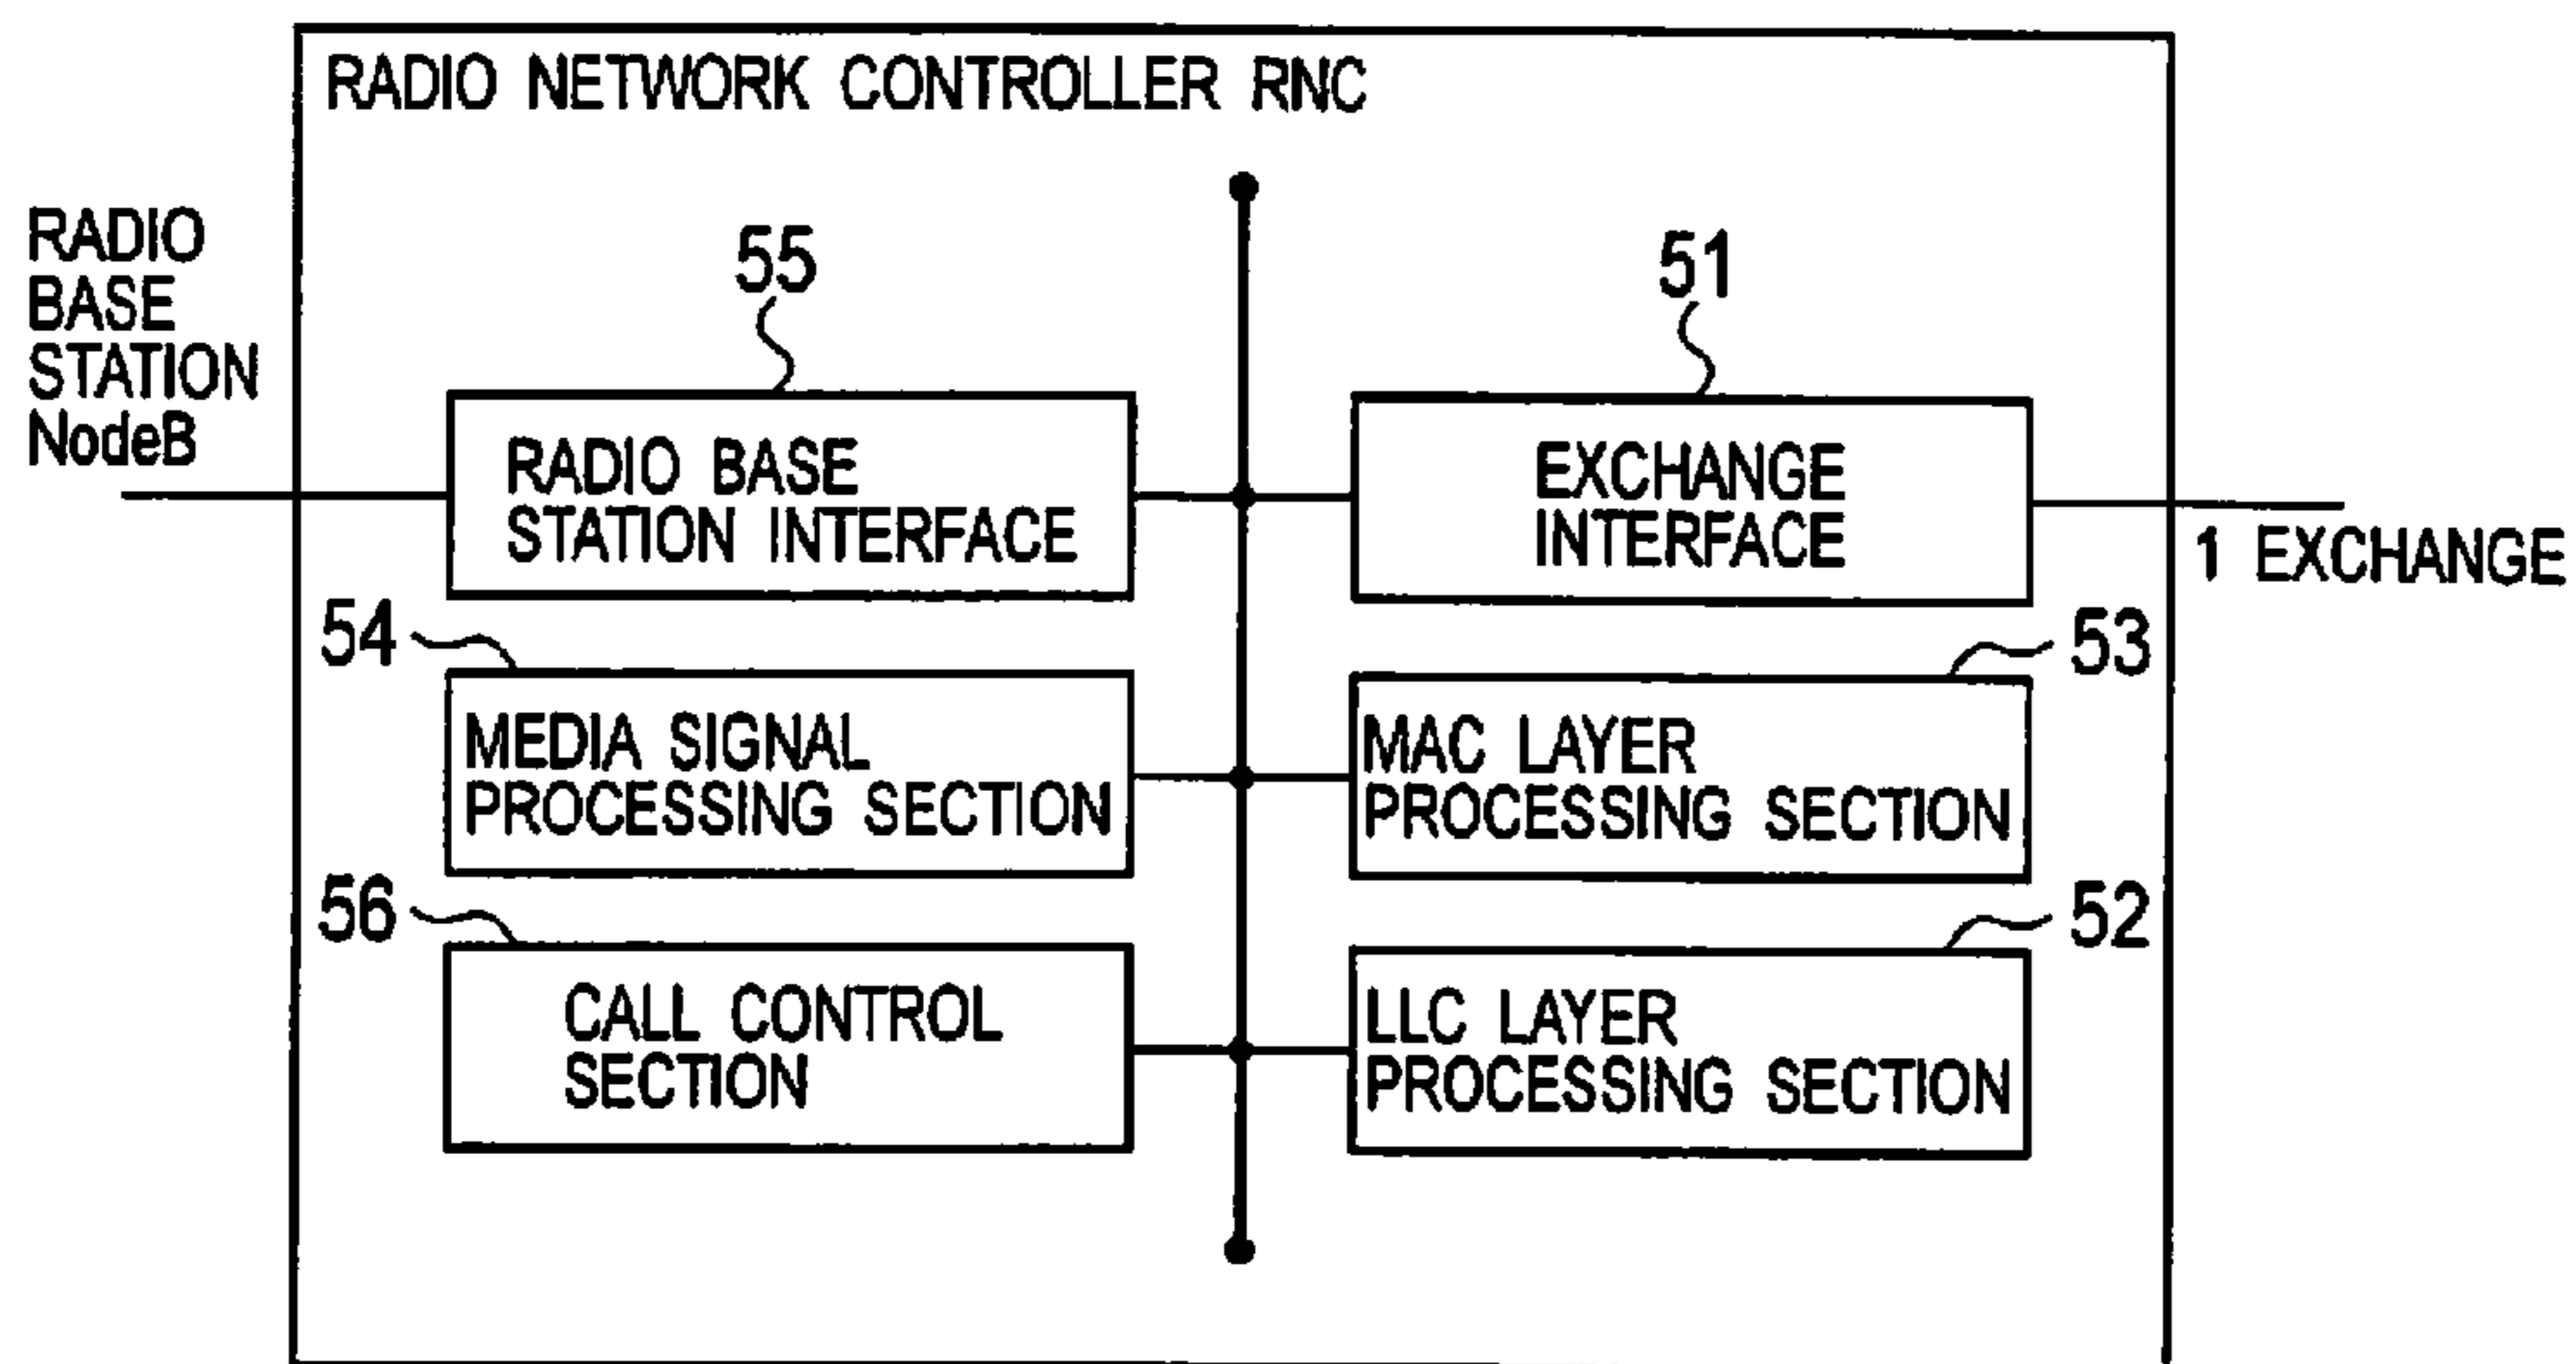 RADIO NETWORK CONTROLLER RNC
RADIO
BASE
STATION
NodeB
55
51
RADIO BASE
STATION INTERFACE
EXCHANGE
INTERFACE
1 EXCHANGE
54
53
MEDIA SIGNAL
PROCESSING SECTION
MAC LAYER
PROCESSING SECTION
56
52
CALL CONTROL
SECTION
LLC LAYER
PROCESSING SECTION